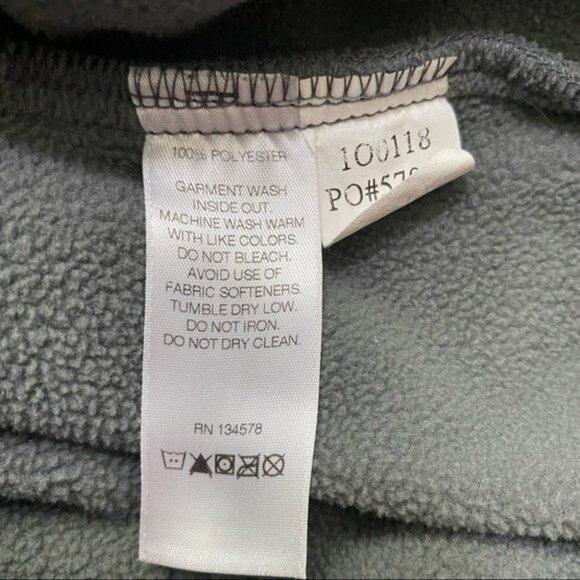 100% POLYESTER
GARMENT WASH
INSIDE OUT.
MACHINE WASH WARM
WITH LIKE COLORS.
DO NOT BLEACH.
AVOID USE OF
FABRIC SOFTENERS.
TUMBLE DRY LOW.
DO NOT IRON.
DO NOT DRY CLEAN.
RN 134578
1O0118